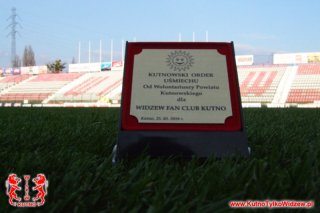 KUTNOWSKI ORDER
UŚMIECHU
Od Wolontariuszy Powiatu
Kutnowskiego
dla
WIDZEW FAN CLUB KUTNO
www.KutnoTylkoWidzew.pl